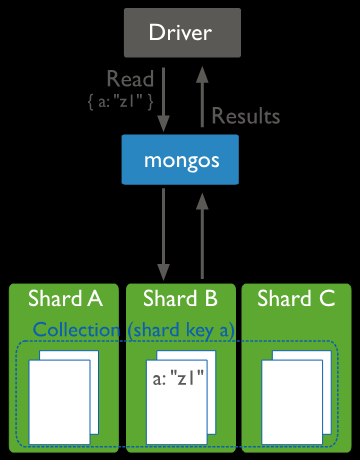 Driver
Read
{ a: "z1" }
Results
mongos
Shard A
Shard B
Shard C
Collection (shard key a)
a: "z1"